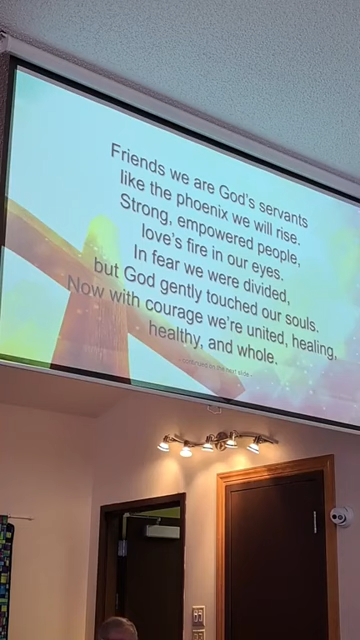 Friends we are God's servants
like the phoenix we will rise.
Strong, empowered people,
love's fire in our eyes.
In fear we were divided,
but God gently touched our souls.
Now with courage we're united, healing,
healthy, and whole.
- continued on the next slide -